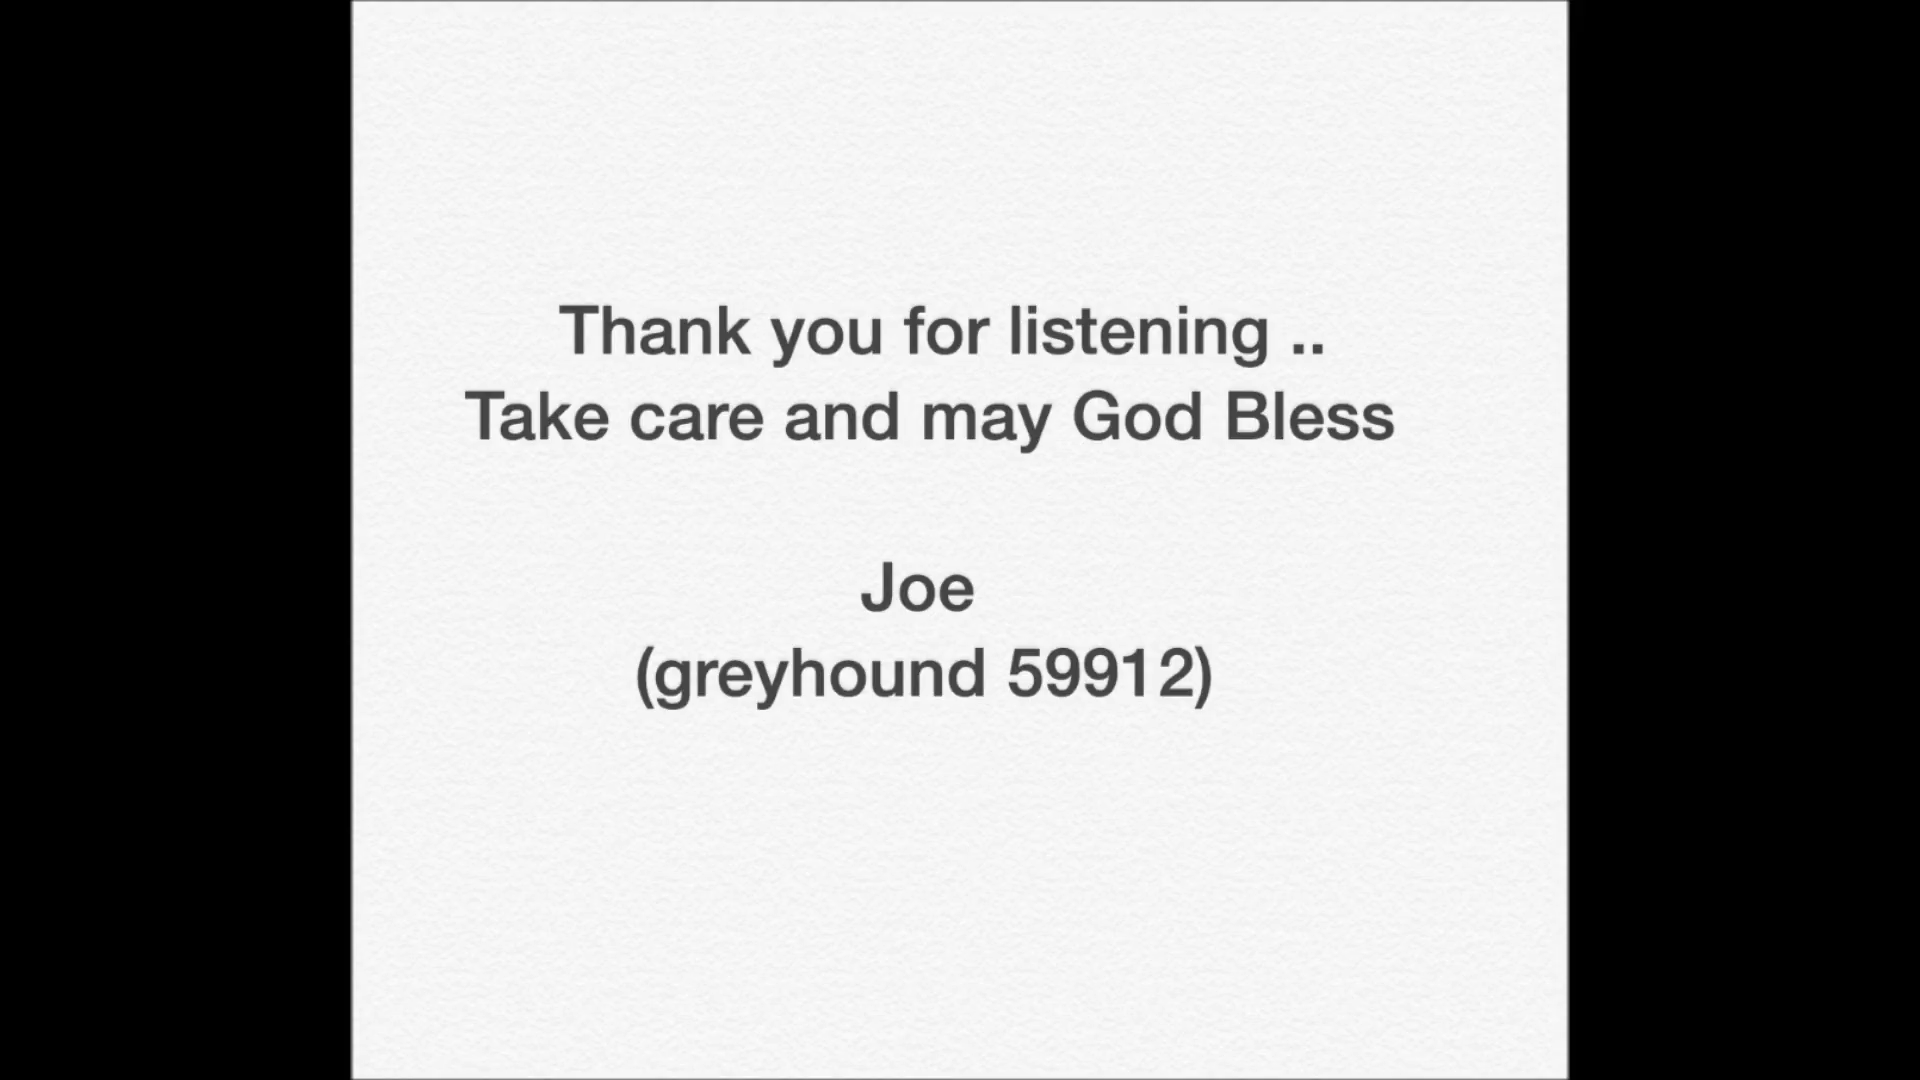 Thank you for listening ..
Take care and may God Bless
Joe
(greyhound 59912)